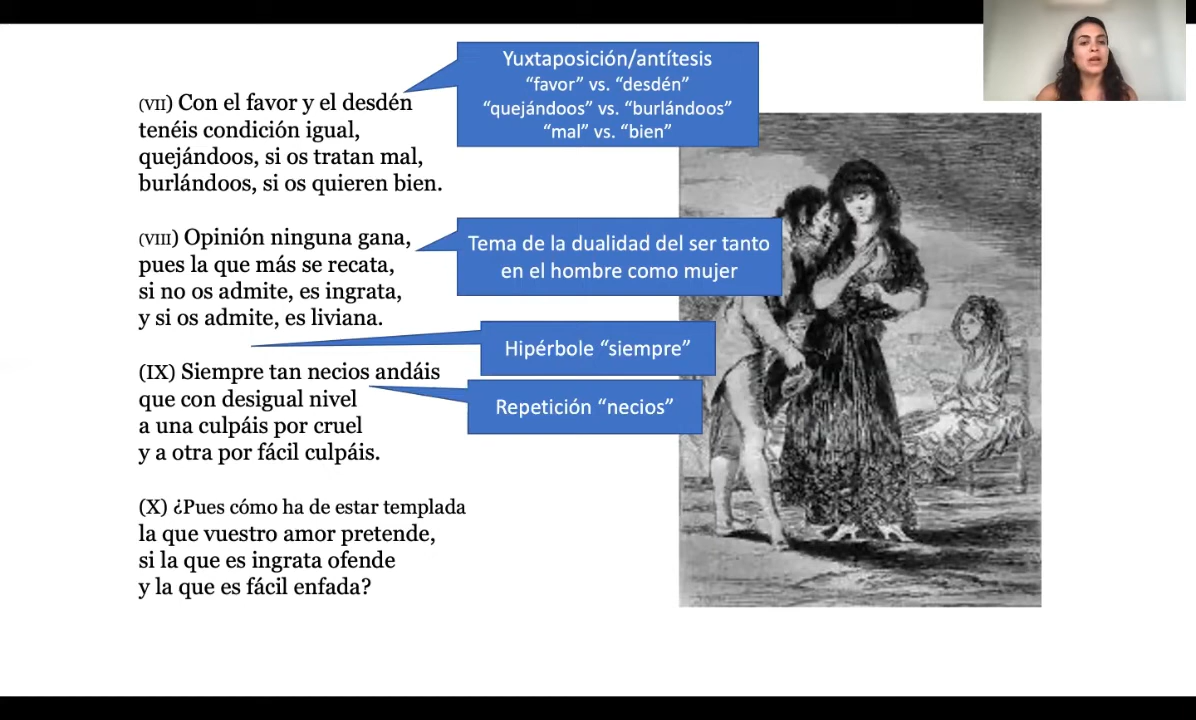 (VII) Con el favor y el desdén
tenéis condición igual,
quejándoos, si os tratan mal,
burlándoos, si os quieren bien.
(VIII) Opinión ninguna gana,
pues la que más se recata,
si no os admite, es ingrata,
y si os admite, es liviana.
(IX) Siempre tan necios andáis
que con desigual nivel
a una culpáis por cruel
y a otra por fácil culpáis.
(X) ¿Pues cómo ha de estar templada
la que vuestro amor pretende,
si la que es ingrata ofende
y la que es fácil enfada?
Yuxtaposición/antítesis
“favor” vs. “desdén”
“quejándoos” vs. “burlándoos”
“mal” vs. “bien”
Tema de la dualidad del ser tanto
en el hombre como mujer
Hipérbole “siempre”
Repetición “necios”